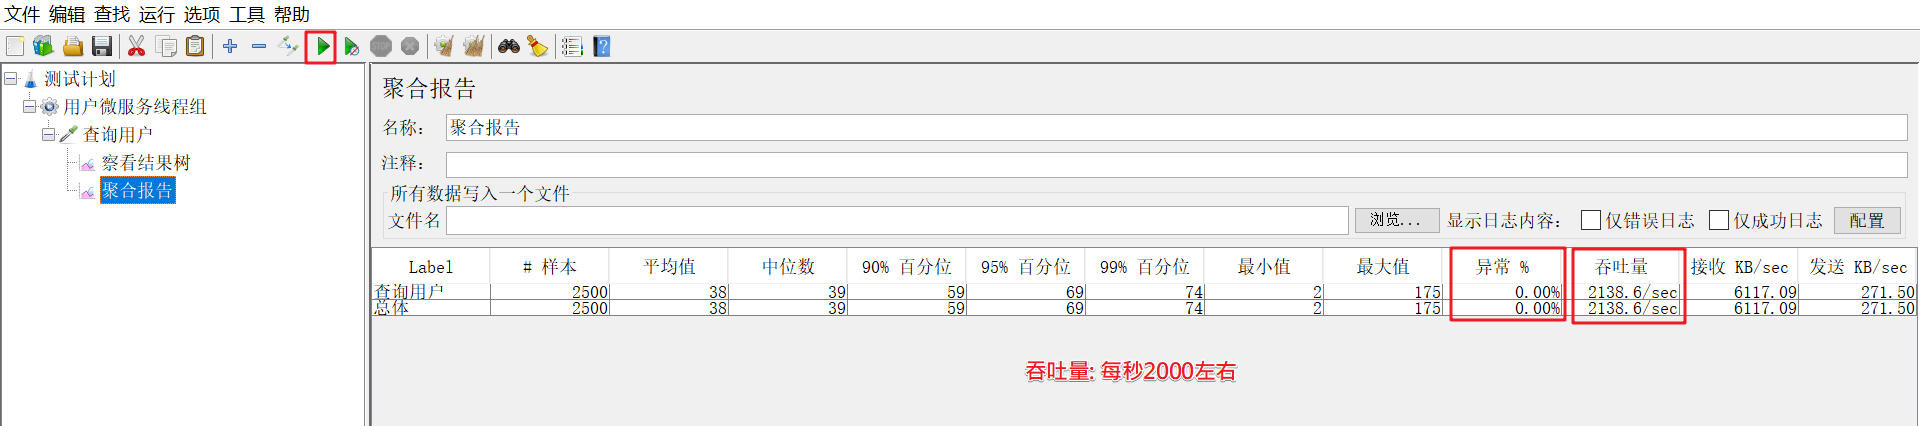 文件 编辑 查找 运行 选项 工具 帮助
STOP
测试计划
用户微服务线程组
查询用户
察看结果树
聚合报告
聚合报告
名称： 聚合报告
注释：
所有数据写入一个文件
文件名 浏览... 显示日志内容： 仅错误日志 仅成功日志 配置
Label # 样本 平均值 中位数 90% 百分位 95% 百分位 99% 百分位 最小值 最大值 异常 % 吞吐量 接收 KB/sec 发送 KB/sec
查询用户 2500 38 39 59 69 74 2 175 0.00% 2138.6/sec 6117.09 271.50
总体 2500 38 39 59 69 74 2 175 0.00% 2138.6/sec 6117.09 271.50
吞吐量: 每秒2000左右